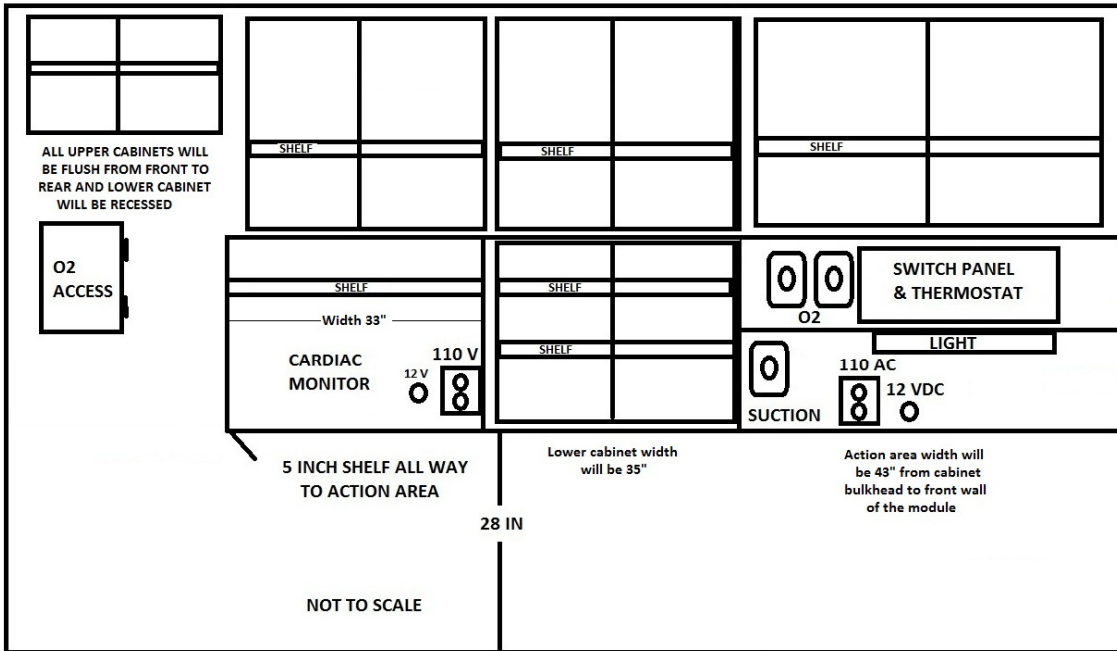 SHELF
SHELF
SHELF
ALL UPPER CABINETS WILL
BE FLUSH FROM FRONT TO
REAR AND LOWER CABINET
WILL BE RECESSED
O2
ACCESS
SHELF
Width 33"
CARDIAC
MONITOR
12 V
110 V
SHELF
SHELF
O2
SWITCH PANEL
& THERMOSTAT
LIGHT
SUCTION
110 AC
12 VDC
5 INCH SHELF ALL WAY
TO ACTION AREA
Lower cabinet width
will be 35"
Action area width will
be 43" from cabinet
bulkhead to front wall
of the module
28 IN
NOT TO SCALE